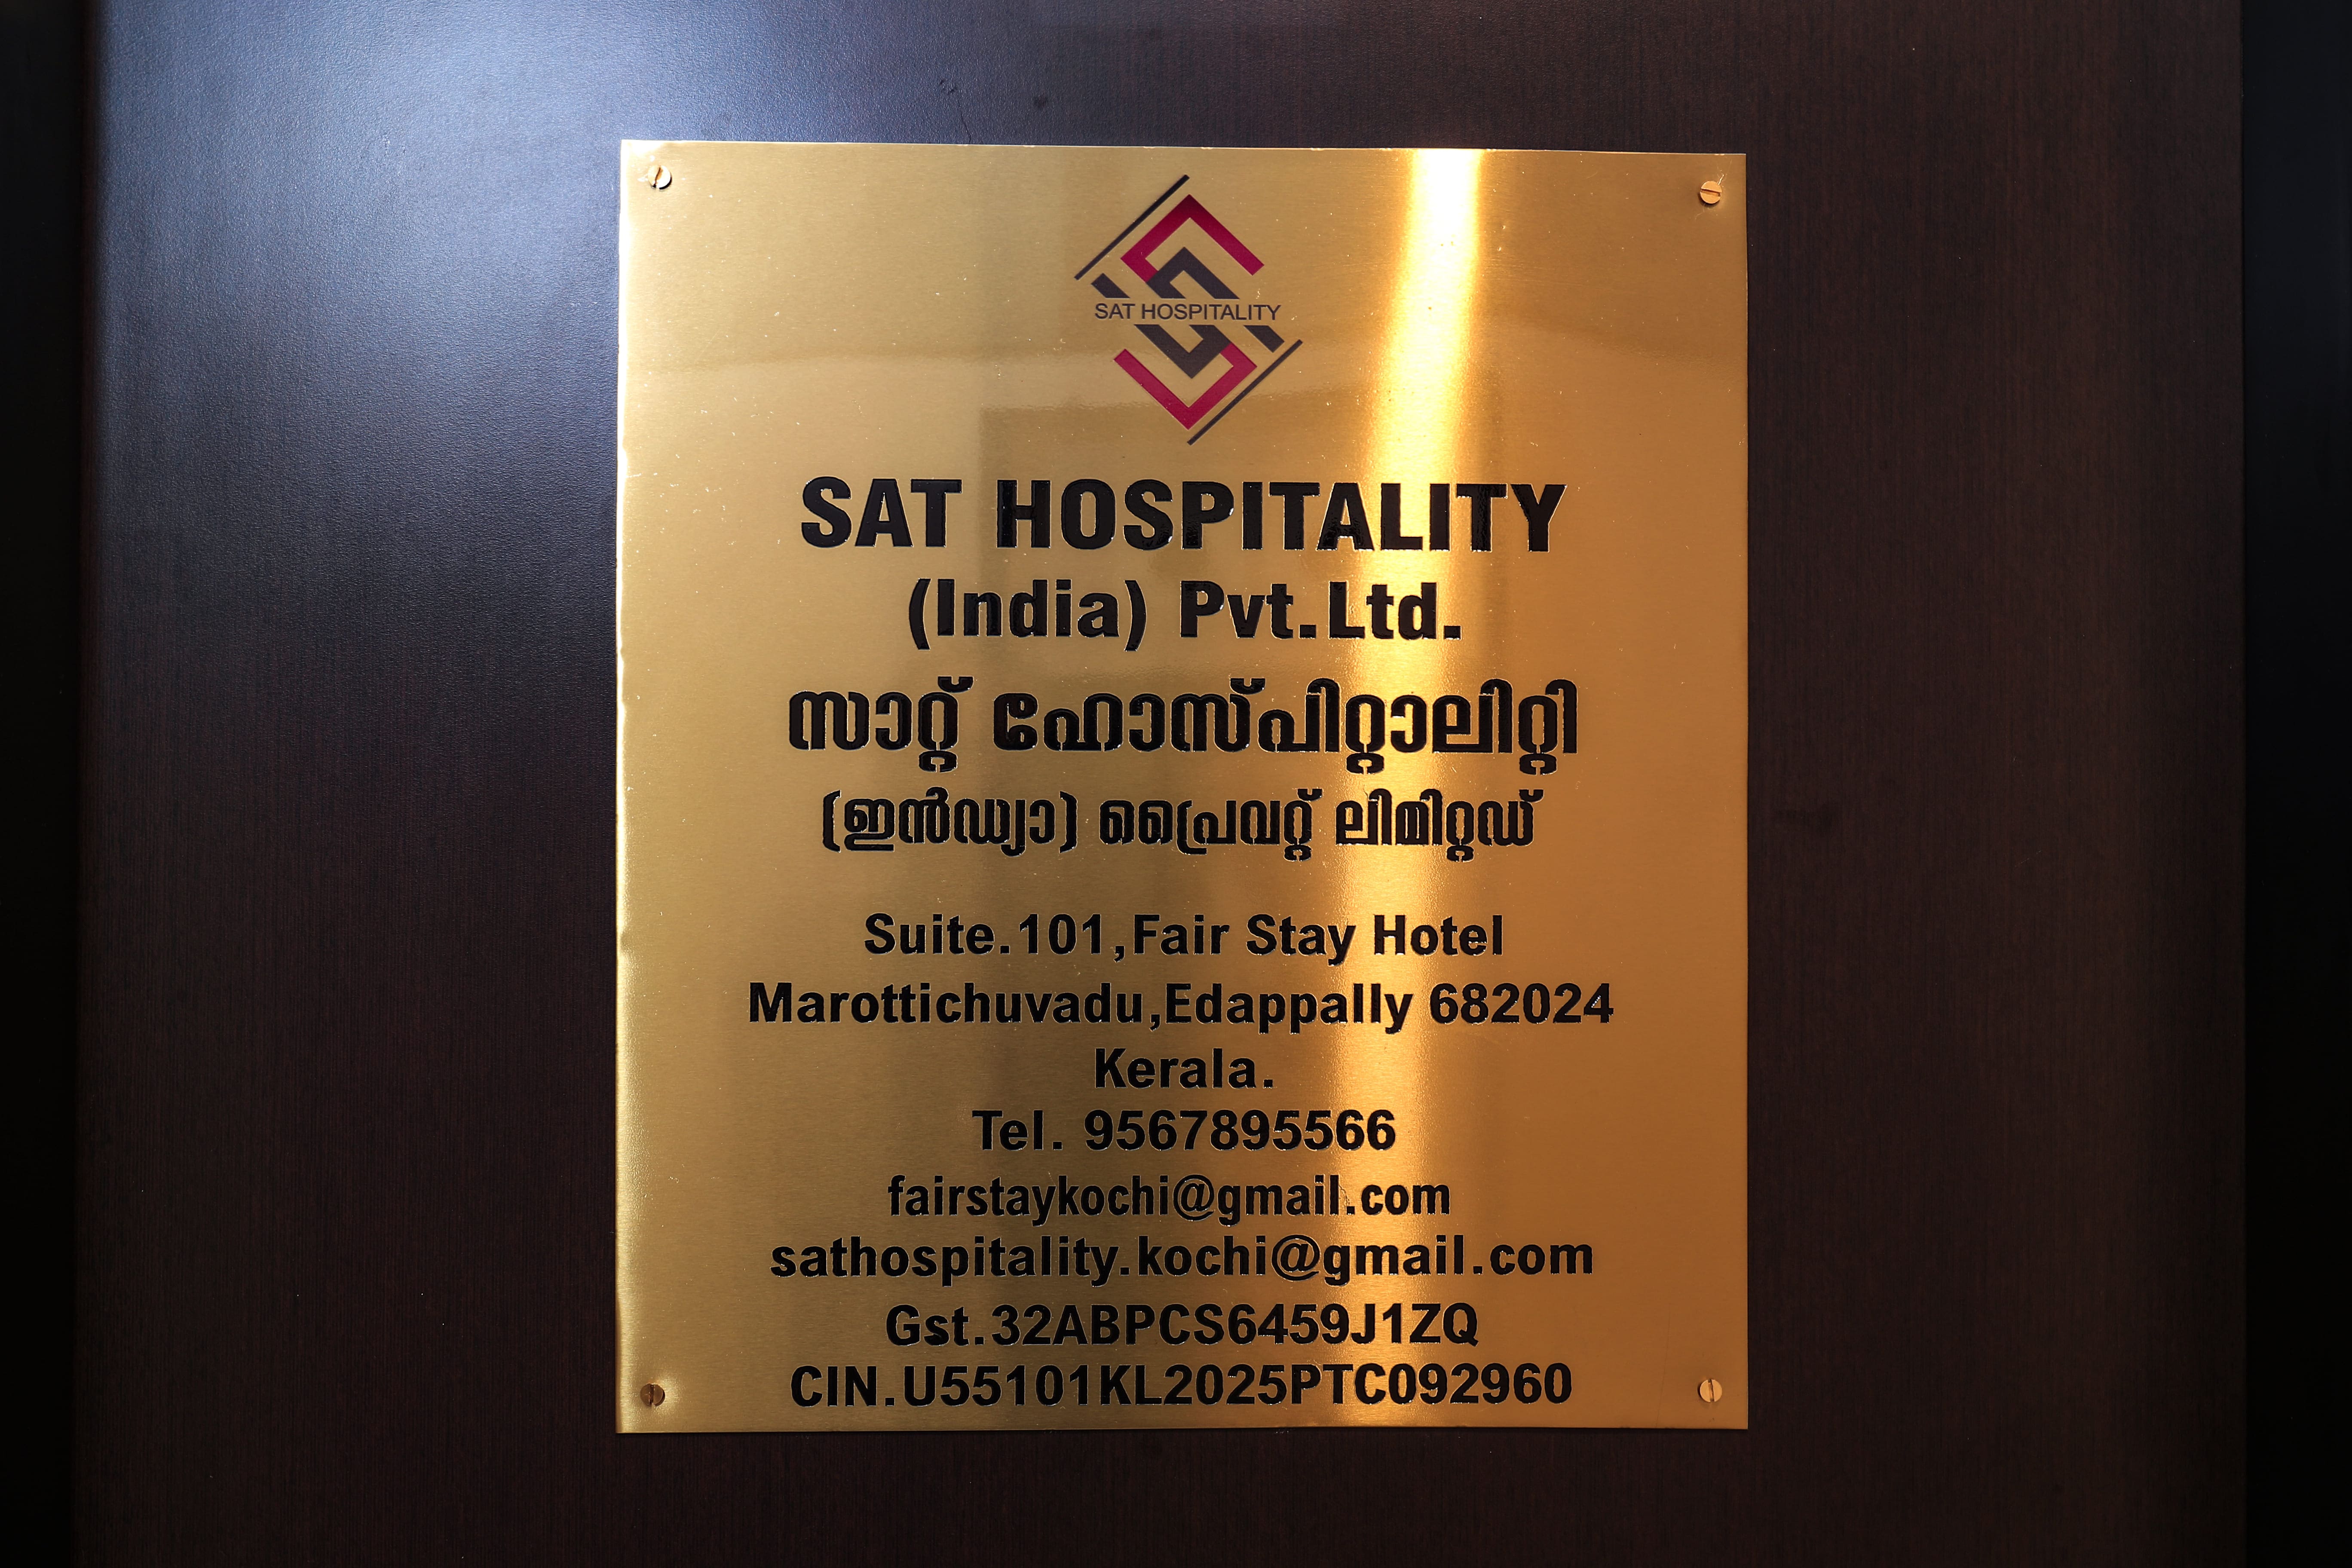 SAT HOSPITALITY
SAT HOSPITALITY
(India) Pvt.Ltd.
സാറ്റ് ഹോസ്പിറ്റാലിറ്റി
(ഇൻഡ്യാ) പ്രൈവറ്റ് ലിമിറ്റഡ്
Suite.101,Fair Stay Hotel
Marottichuvadu,Edappally 682024
Kerala.
Tel. 9567895566
fairstaykochi@gmail.com
sathospitality.kochi@gmail.com
Gst.32ABPCS6459J1ZQ
CIN.U55101KL2025PTC092960